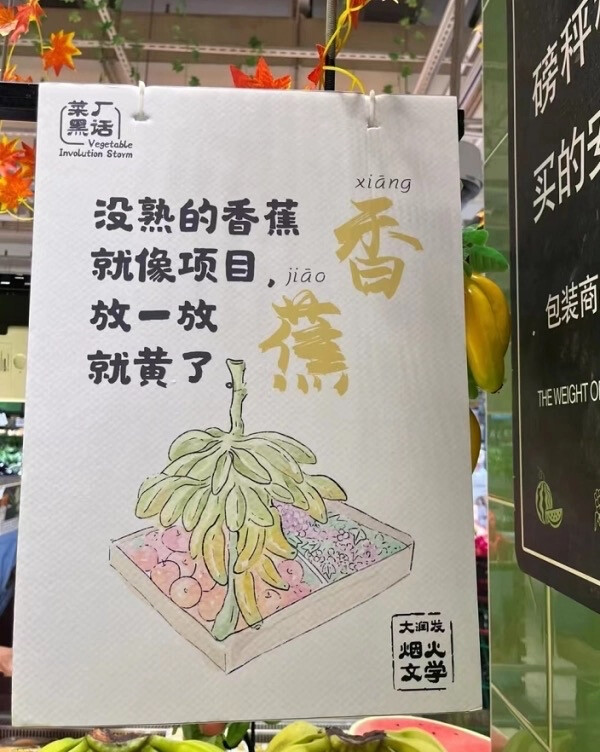 菜厂
黑话
Vegetable
Involution Storm
xiāng
香
jiāo
蕉
没熟的香蕉
就像项目,
放一放
就黄了
大润发
烟火
文学
磅秤
买的
包装商
THE WEIGHT ON